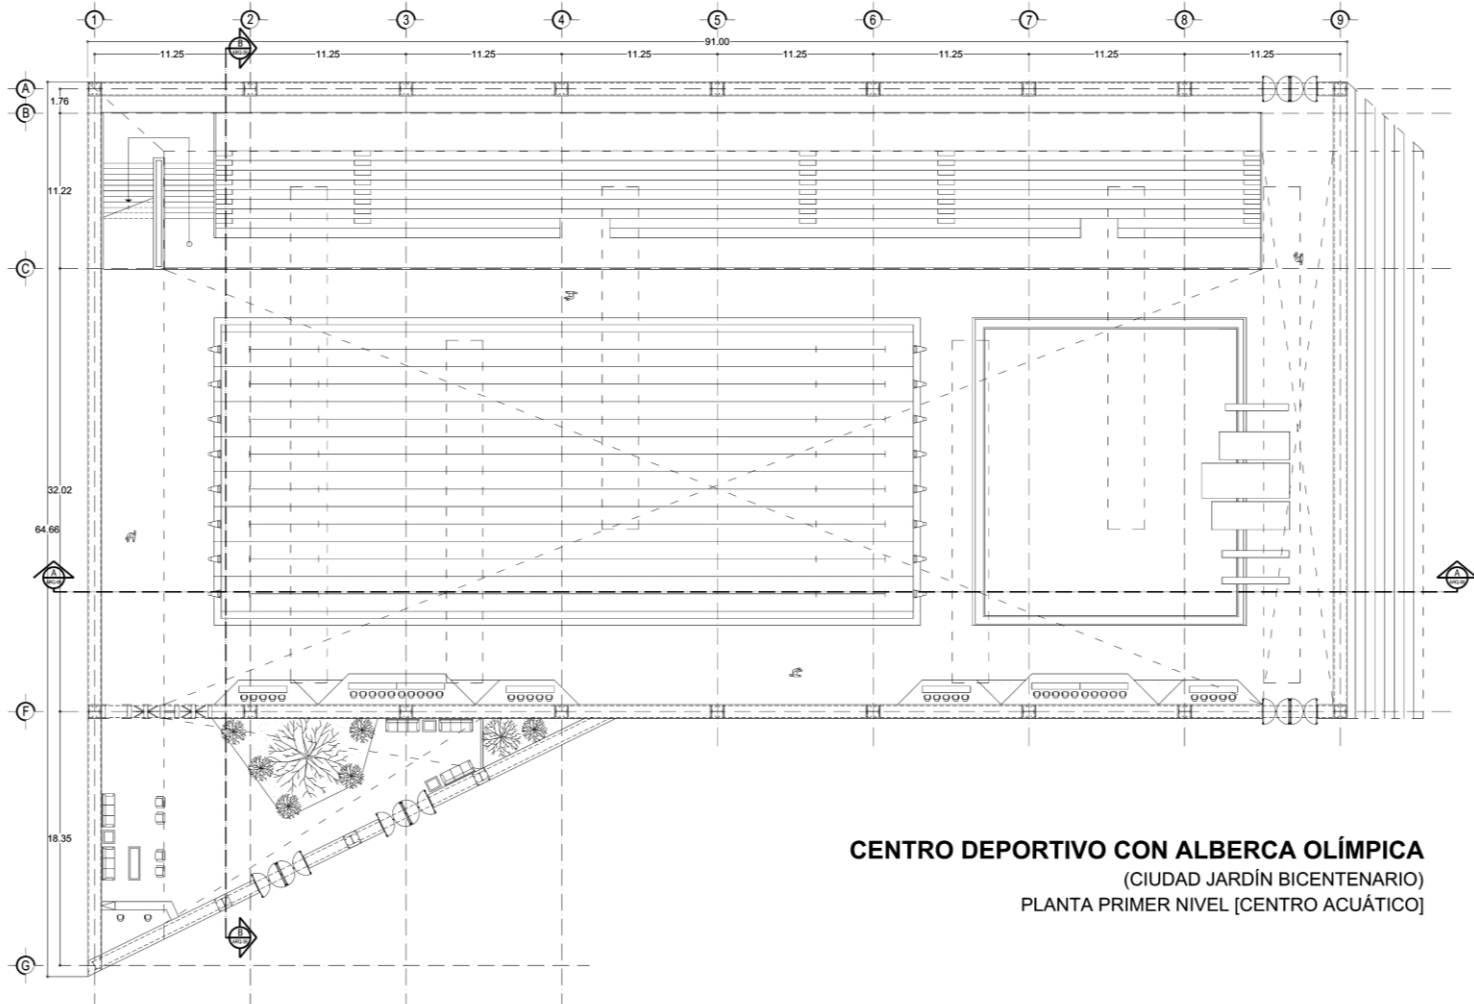 1 2 3 4 5 6 7 8 9
B
91.00
11.25 11.25 11.25 11.25 11.25 11.25 11.25 11.25
A
1.76
B
11.22
C
32.02
64.66
A
A
F
18.35
CENTRO DEPORTIVO CON ALBERCA OLÍMPICA
(CIUDAD JARDÍN BICENTENARIO)
PLANTA PRIMER NIVEL [CENTRO ACUÁTICO]
B
G